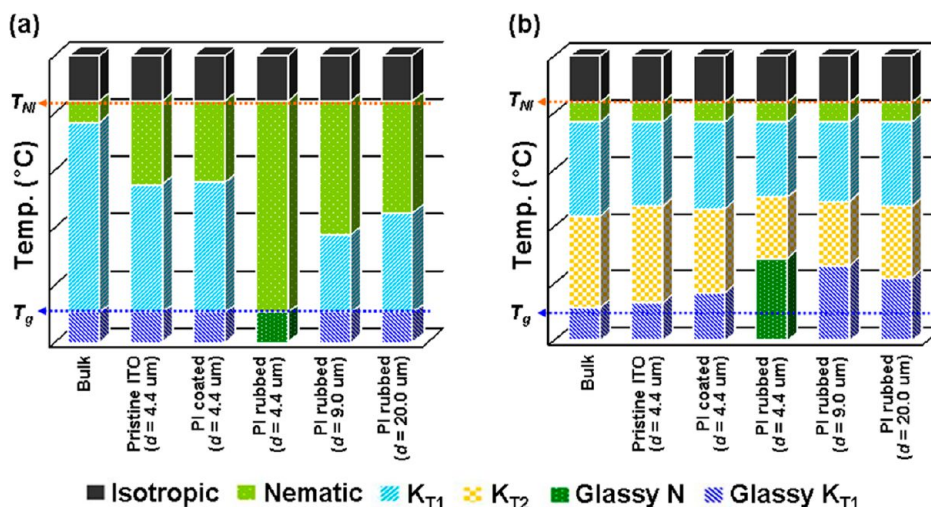 (a)
T_NI
Temp. (°C)
T_g
Bulk
Pristine ITO
(d = 4.4 um)
PI coated
(d = 4.4 um)
PI rubbed
(d = 4.4 um)
PI rubbed
(d = 9.0 um)
PI rubbed
(d = 20.0 um)
(b)
T_NI
Temp. (°C)
T_g
Bulk
Pristine ITO
(d = 4.4 um)
PI coated
(d = 4.4 um)
PI rubbed
(d = 4.4 um)
PI rubbed
(d = 9.0 um)
PI rubbed
(d = 20.0 um)
Isotropic Nematic K_T1 K_T2 Glassy N Glassy K_T1